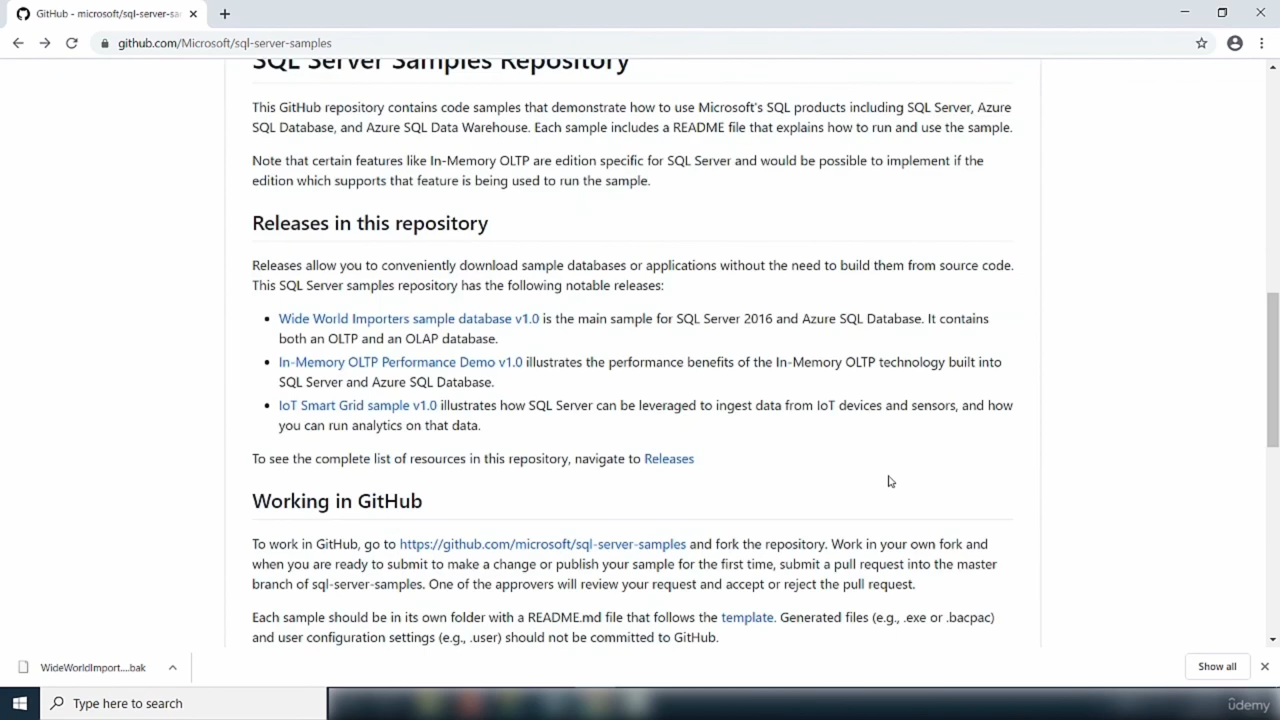 GitHub - microsoft/sql-server-sa
github.com/Microsoft/sql-server-samples
SQL Server Samples Repository
This GitHub repository contains code samples that demonstrate how to use Microsoft's SQL products including SQL Server, Azure
SQL Database, and Azure SQL Data Warehouse. Each sample includes a README file that explains how to run and use the sample.
Note that certain features like In-Memory OLTP are edition specific for SQL Server and would be possible to implement if the
edition which supports that feature is being used to run the sample.
Releases in this repository
Releases allow you to conveniently download sample databases or applications without the need to build them from source code.
This SQL Server samples repository has the following notable releases:
• Wide World Importers sample database v1.0 is the main sample for SQL Server 2016 and Azure SQL Database. It contains
both an OLTP and an OLAP database.
• In-Memory OLTP Performance Demo v1.0 illustrates the performance benefits of the In-Memory OLTP technology built into
SQL Server and Azure SQL Database.
• IoT Smart Grid sample v1.0 illustrates how SQL Server can be leveraged to ingest data from IoT devices and sensors, and how
you can run analytics on that data.
To see the complete list of resources in this repository, navigate to Releases
Working in GitHub
To work in GitHub, go to https://github.com/microsoft/sql-server-samples and fork the repository. Work in your own fork and
when you are ready to submit to make a change or publish your sample for the first time, submit a pull request into the master
branch of sql-server-samples. One of the approvers will review your request and accept or reject the pull request.
Each sample should be in its own folder with a README.md file that follows the template. Generated files (e.g., .exe or .bacpac)
and user configuration settings (e.g., .user) should not be committed to GitHub.
WideWorldImport....bak
Show all
Type here to search
ûdemy